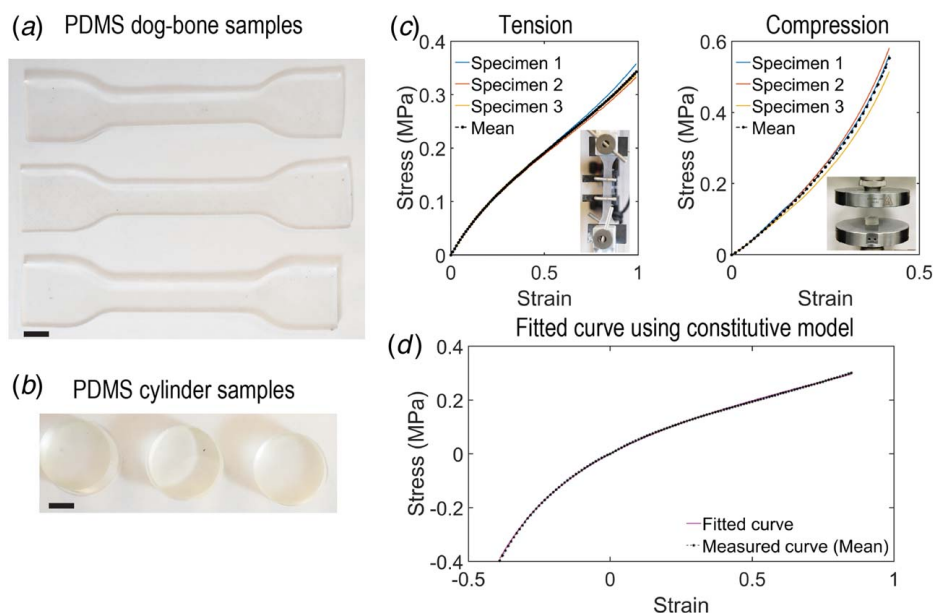 (a) PDMS dog-bone samples
(b) PDMS cylinder samples
(c) Tension
Stress (MPa)
0.4
0.3
0.2
0.1
0
Specimen 1
Specimen 2
Specimen 3
Mean
0 0.5 1
Strain
Compression
Stress (MPa)
0.6
0.4
0.2
0
Specimen 1
Specimen 2
Specimen 3
Mean
0 0.5
Strain
Fitted curve using constitutive model
(d)
Stress (MPa)
0.4
0.2
0
-0.2
-0.4
Fitted curve
Measured curve (Mean)
-0.5 0 0.5 1
Strain